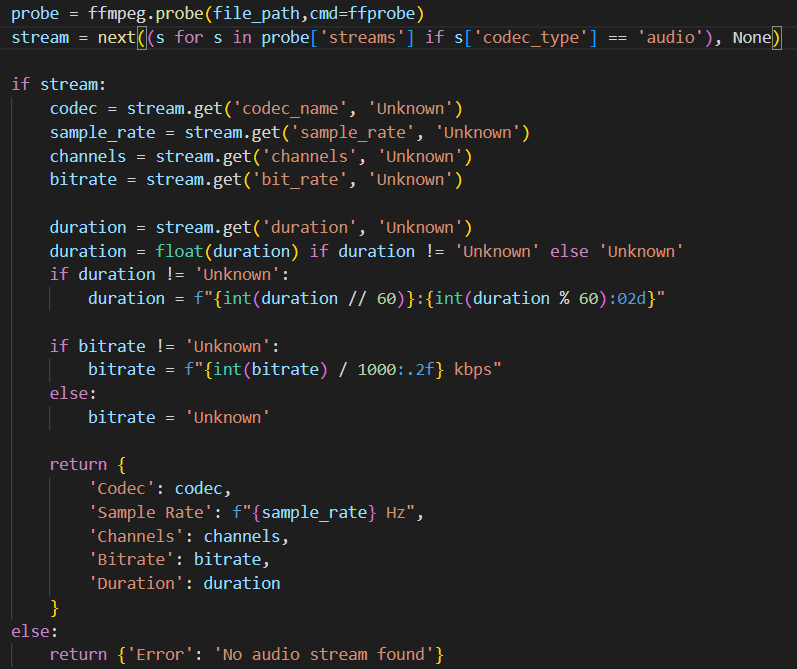 probe = ffmpeg.probe(file_path,cmd=ffprobe)
stream = next((s for s in probe['streams'] if s['codec_type'] == 'audio'), None)
if stream:
    codec = stream.get('codec_name', 'Unknown')
    sample_rate = stream.get('sample_rate', 'Unknown')
    channels = stream.get('channels', 'Unknown')
    bitrate = stream.get('bit_rate', 'Unknown')
    duration = stream.get('duration', 'Unknown')
    duration = float(duration) if duration != 'Unknown' else 'Unknown'
    if duration != 'Unknown':
        duration = f"{int(duration // 60)}:{int(duration % 60):02d}"
    if bitrate != 'Unknown':
        bitrate = f"{int(bitrate) / 1000:.2f} kbps"
    else:
        bitrate = 'Unknown'
    return {
        'Codec': codec,
        'Sample Rate': f"{sample_rate} Hz",
        'Channels': channels,
        'Bitrate': bitrate,
        'Duration': duration
    }
else:
    return {'Error': 'No audio stream found'}